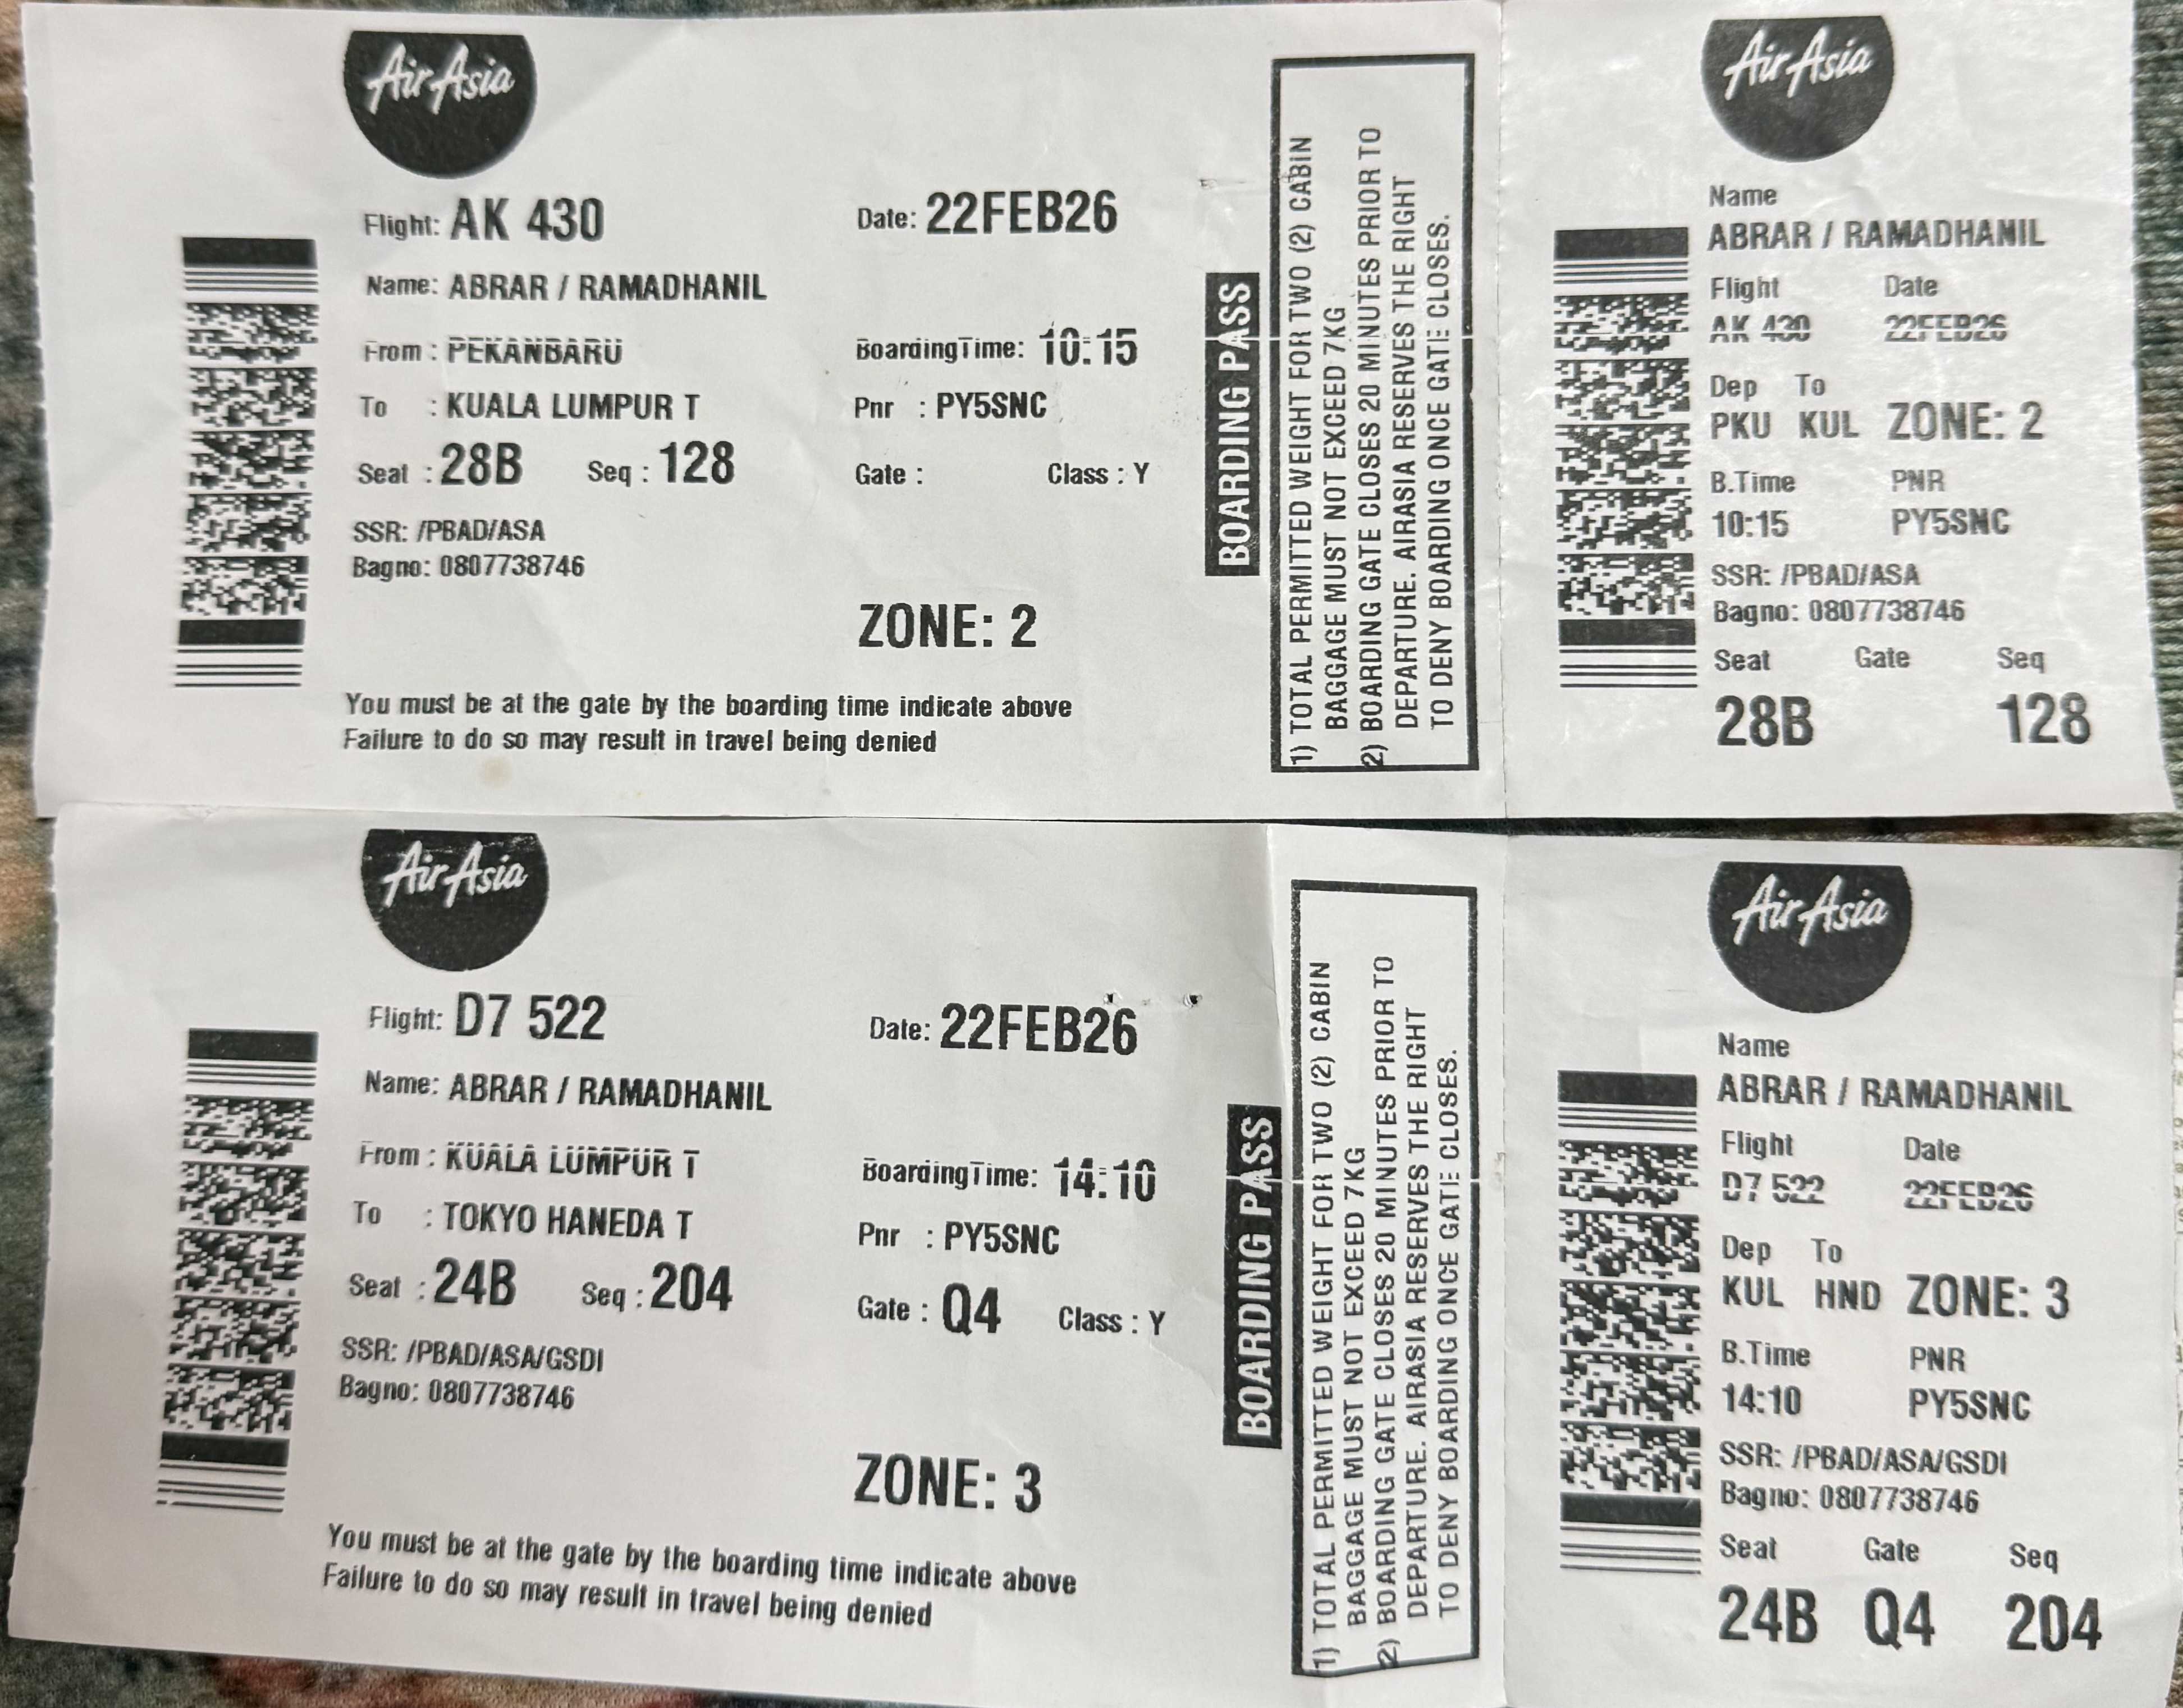 AirAsia
Flight: AK 430 Date: 22FEB26
Name: ABRAR / RAMADHANIL
From : PEKANBARU BoardingTime: 10:15
To : KUALA LUMPUR T Pnr : PY5SNC
Seat : 28B Seq : 128 Gate : Class : Y
SSR: /PBAD/ASA
Bagno: 0807738746
ZONE: 2
You must be at the gate by the boarding time indicate above
Failure to do so may result in travel being denied
BOARDING PASS
1) TOTAL PERMITTED WEIGHT FOR TWO (2) CABIN
BAGGAGE MUST NOT EXCEED 7KG
2) BOARDING GATE CLOSES 20 MINUTES PRIOR TO
DEPARTURE. AIRASIA RESERVES THE RIGHT
TO DENY BOARDING ONCE GATE CLOSES.
AirAsia
Name
ABRAR / RAMADHANIL
Flight Date
AK 430 22FEB26
Dep To
PKU KUL ZONE: 2
B.Time PNR
10:15 PY5SNC
SSR: /PBAD/ASA
Bagno: 0807738746
Seat Gate Seq
28B 128
AirAsia
Flight: D7 522 Date: 22FEB26
Name: ABRAR / RAMADHANIL
From : KUALA LUMPUR T BoardingTime: 14:10
To : TOKYO HANEDA T Pnr : PY5SNC
Seat : 24B Seq : 204 Gate : Q4 Class : Y
SSR: /PBAD/ASA/GSDI
Bagno: 0807738746
ZONE: 3
You must be at the gate by the boarding time indicate above
Failure to do so may result in travel being denied
BOARDING PASS
1) TOTAL PERMITTED WEIGHT FOR TWO (2) CABIN
BAGGAGE MUST NOT EXCEED 7KG
2) BOARDING GATE CLOSES 20 MINUTES PRIOR TO
DEPARTURE. AIRASIA RESERVES THE RIGHT
TO DENY BOARDING ONCE GATE CLOSES.
AirAsia
Name
ABRAR / RAMADHANIL
Flight Date
D7 522 22FEB26
Dep To
KUL HND ZONE: 3
B.Time PNR
14:10 PY5SNC
SSR: /PBAD/ASA/GSDI
Bagno: 0807738746
Seat Gate Seq
24B Q4 204